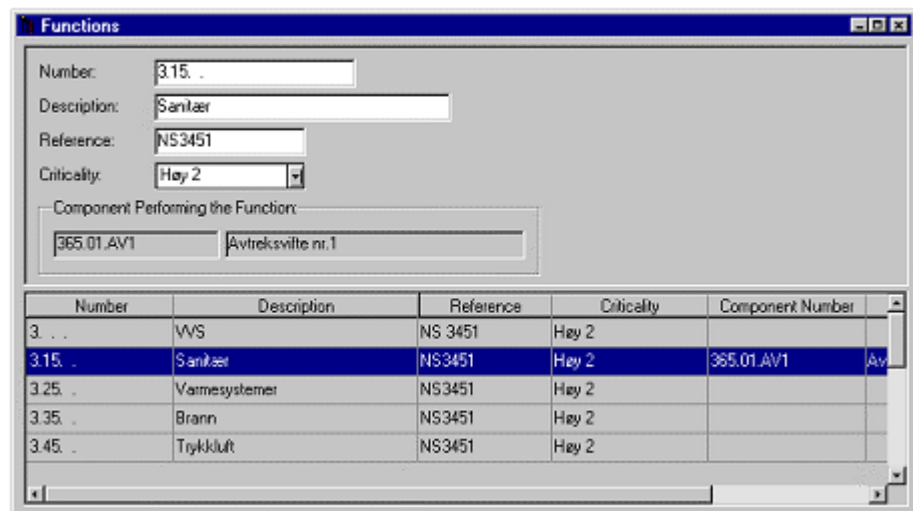 Functions
Number: 3.15. .
Description: Sanitær
Reference: NS3451
Criticality: Høy 2
Component Performing the Function:
365.01.AV1 Avtreksvifte nr.1
Number Description Reference Criticality Component Number
3. . . VVS NS 3451 Høy 2
3.15. . Sanitær NS3451 Høy 2 365.01.AV1 Av
3.25. . Varmesystemer NS3451 Høy 2
3.35. . Brann NS3451 Høy 2
3.45. . Trykkluft NS3451 Høy 2